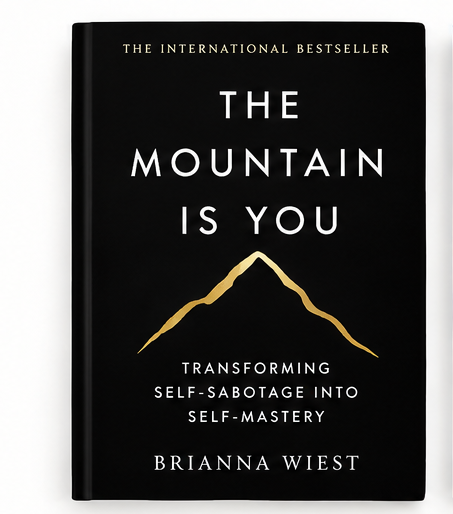 THE INTERNATIONAL BESTSELLER
THE
MOUNTAIN
IS YOU
TRANSFORMING
SELF-SABOTAGE INTO
SELF-MASTERY
BRIANNA WIEST